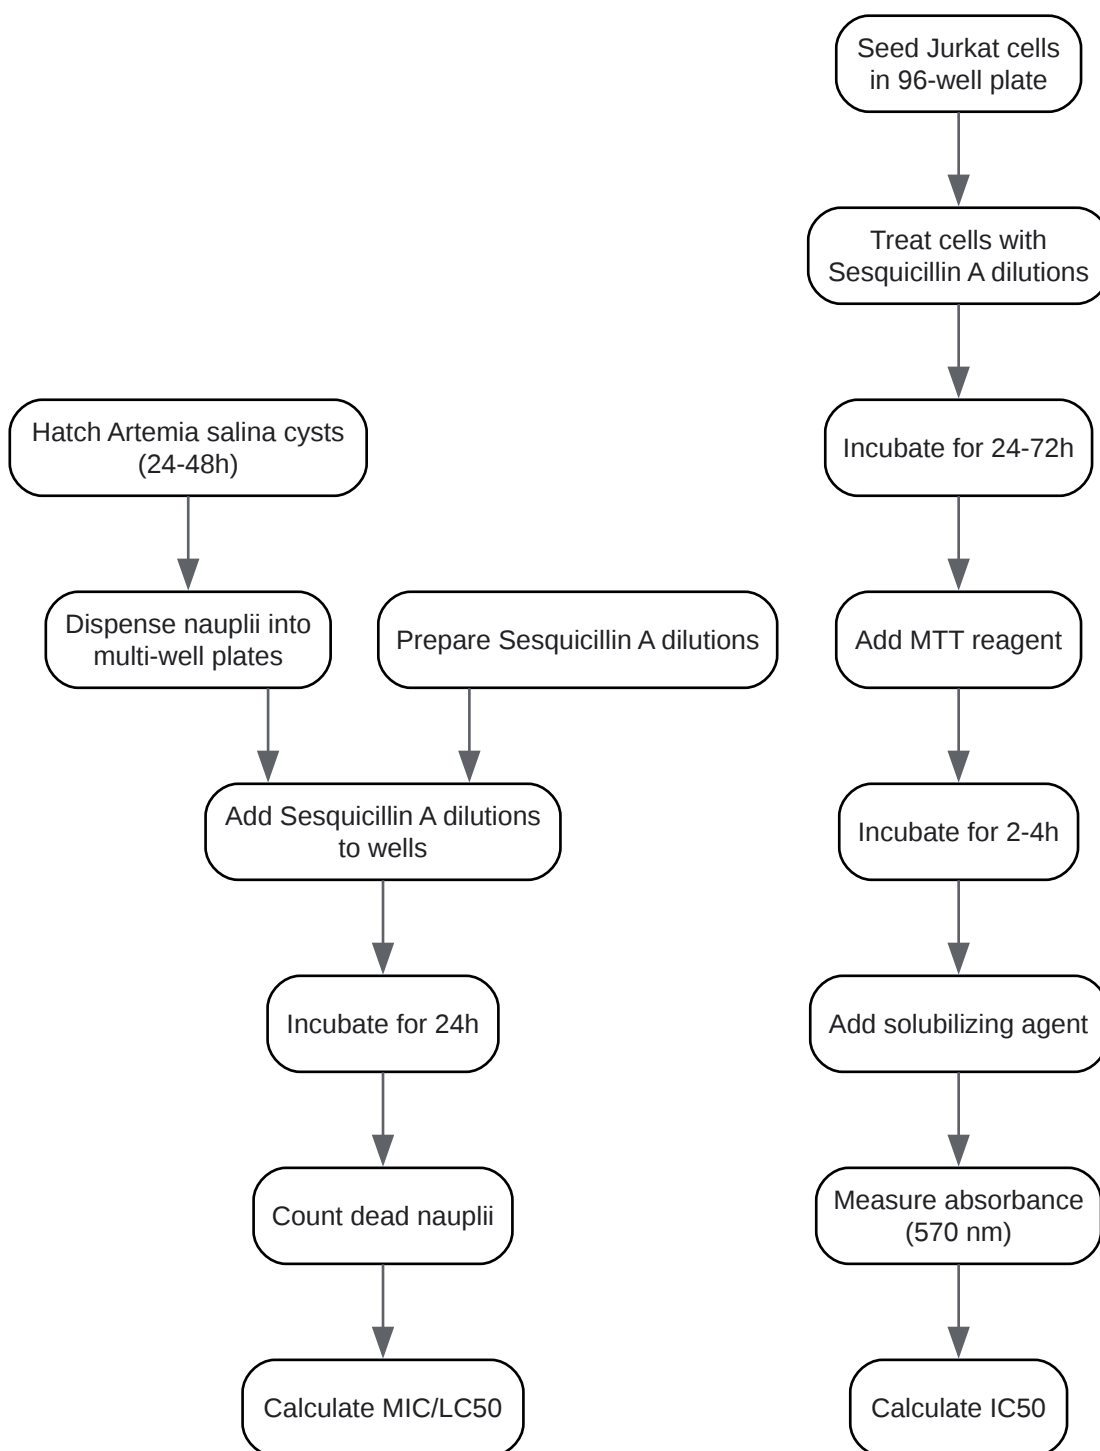 Seed Jurkat cells
in 96-well plate
Treat cells with
Sesquicillin A dilutions
Hatch Artemia salina cysts
(24-48h)
Incubate for 24-72h
Dispense nauplii into
multi-well plates
Prepare Sesquicillin A dilutions
Add MTT reagent
Add Sesquicillin A dilutions
to wells
Incubate for 2-4h
Incubate for 24h
Add solubilizing agent
Count dead nauplii
Measure absorbance
(570 nm)
Calculate MIC/LC50
Calculate IC50